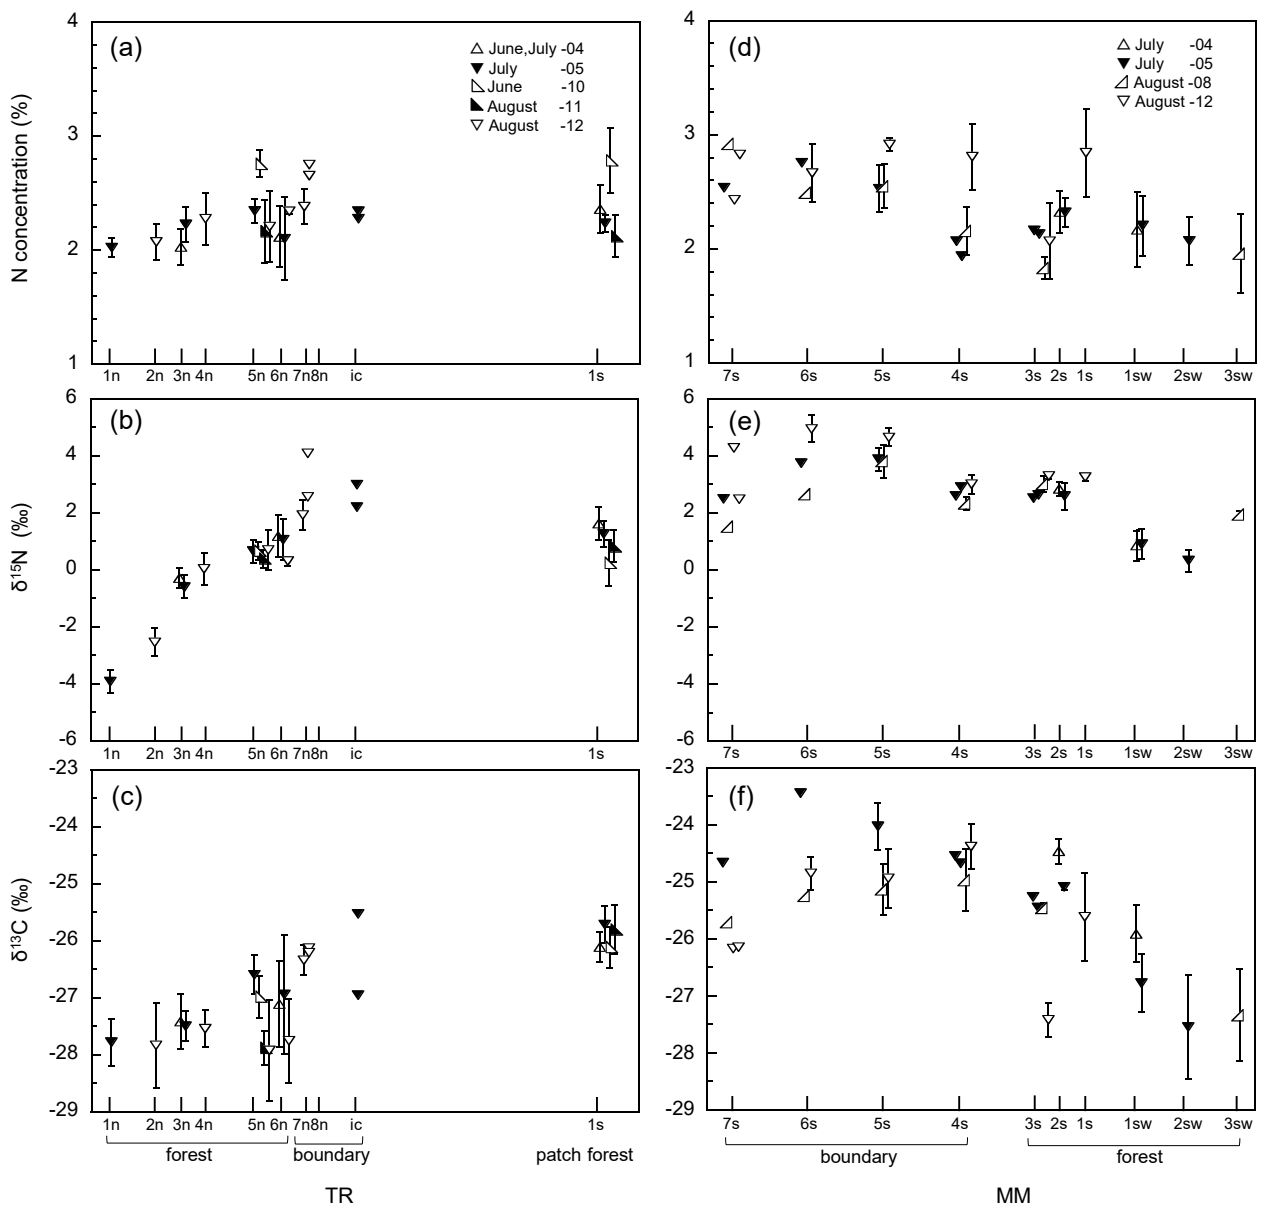 (a)
June,July -04
July -05
June -10
August -11
August -12
N concentration (%)
4
3
2
1
1n 2n 3n 4n 5n 6n 7n 8n ic 1s
(d)
July -04
July -05
August -08
August -12
4
3
2
1
7s 6s 5s 4s 3s 2s 1s 1sw 2sw 3sw
(b)
δ15N (‰)
6
4
2
0
-2
-4
-6
1n 2n 3n 4n 5n 6n 7n 8n ic 1s
(e)
6
4
2
0
-2
-4
-6
7s 6s 5s 4s 3s 2s 1s 1sw 2sw 3sw
(c)
δ13C (‰)
-23
-24
-25
-26
-27
-28
-29
1n 2n 3n 4n 5n 6n 7n 8n ic 1s
forest boundary patch forest
TR
(f)
-23
-24
-25
-26
-27
-28
-29
7s 6s 5s 4s 3s 2s 1s 1sw 2sw 3sw
boundary forest
MM